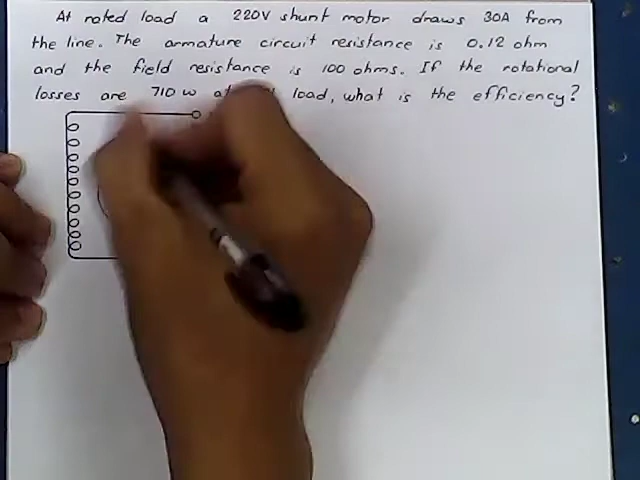 At rated load a 220V shunt motor draws 30A from
the line. The armature circuit resistance is 0.12 ohm
and the field resistance is 100 ohms. If the rotational
losses are 710 w at load, what is the efficiency?